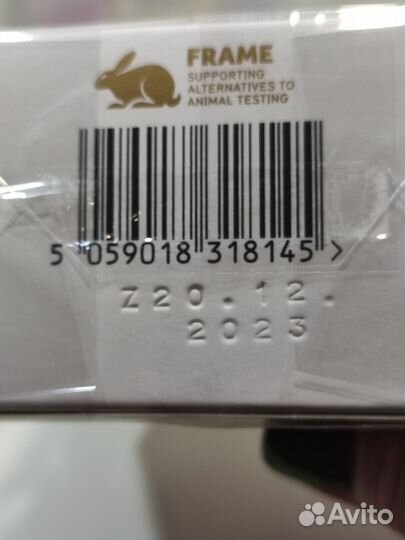 FRAME
SUPPORTING
ALTERNATIVES TO
ANIMAL TESTING
5 059018 318145 >
Z20.12.
2023
Avito